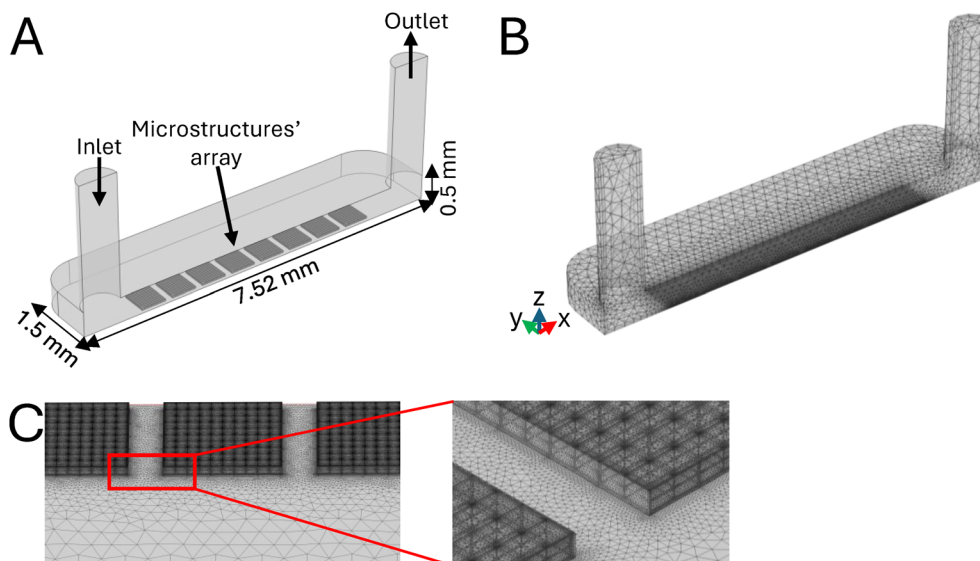 A
Outlet
Microstructures’
array
Inlet
0.5 mm
7.52 mm
1.5 mm
B
z
y
x
C